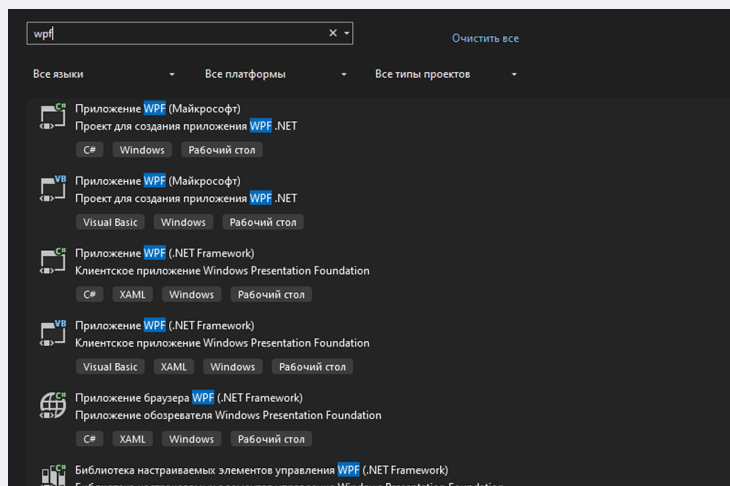 wpf
Очистить все
Все языки Все платформы Все типы проектов
C#
Приложение WPF (Майкрософт)
Проект для создания приложения WPF .NET
C# Windows Рабочий стол
VB
Приложение WPF (Майкрософт)
Проект для создания приложения WPF .NET
Visual Basic Windows Рабочий стол
C#
Приложение WPF (.NET Framework)
Клиентское приложение Windows Presentation Foundation
C# XAML Windows Рабочий стол
VB
Приложение WPF (.NET Framework)
Клиентское приложение Windows Presentation Foundation
Visual Basic XAML Windows Рабочий стол
C#
Приложение браузера WPF (.NET Framework)
Приложение обозревателя Windows Presentation Foundation
C# XAML Windows Рабочий стол
C#
Библиотека настраиваемых элементов управления WPF (.NET Framework)